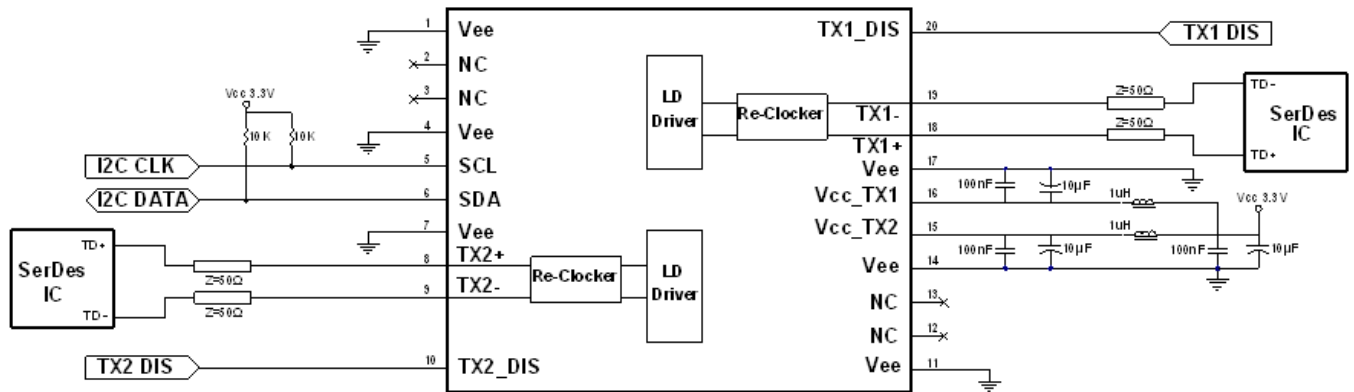 1
Vee
TX1_DIS
20
TX1 DIS
2
NC
3
NC
Vcc 3.3V
10K
10K
4
Vee
I2C CLK
5
SCL
I2C DATA
6
SDA
7
Vee
SerDes
IC
TD+
TD-
Z=50Ω
Z=50Ω
8
TX2+
9
TX2-
Re-Clocker
LD
Driver
TX2 DIS
10
TX2_DIS
LD
Driver
Re-Clocker
19
TX1-
18
TX1+
Z=50Ω
Z=50Ω
TD-
TD+
SerDes
IC
Vee
17
100nF
10µF
Vcc_TX1
16
1uH
Vcc 3.3V
Vcc_TX2
15
1uH
100nF
10µF
100nF
10µF
Vee
14
NC
13
NC
12
Vee
11